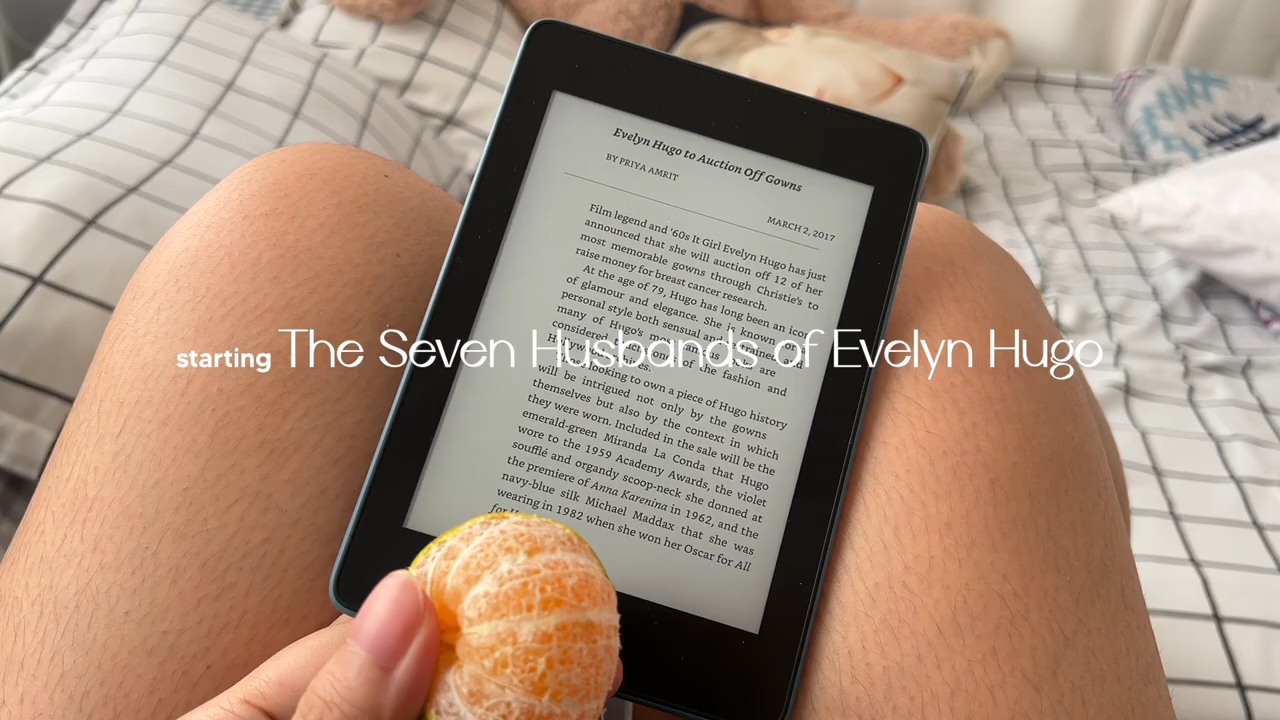 Evelyn Hugo to Auction Off Gowns
BY PRIYA AMRIT
MARCH 2, 2017
Film legend and ’60s It Girl Evelyn Hugo has just
announced that she will auction off 12 of her
most memorable gowns through Christie’s to
raise money for breast cancer research.
At the age of 79, Hugo has long been an icon
of glamour and elegance. She is known for
personal style both sensual and
many of Hugo’s most are
considered of the fashion and
starting The Seven Husbands of Evelyn Hugo
looking to own a piece of Hugo history
will be intrigued not only by the gowns
themselves but also by the context in which
they were worn. Included in the sale will be the
emerald-green Miranda La Conda that Hugo
wore to the 1959 Academy Awards, the violet
soufflé and organdy scoop-neck she donned at
the premiere of Anna Karenina in 1962, and the
navy-blue silk Michael Maddax that she was
wearing in 1982 when she won her Oscar for All
for